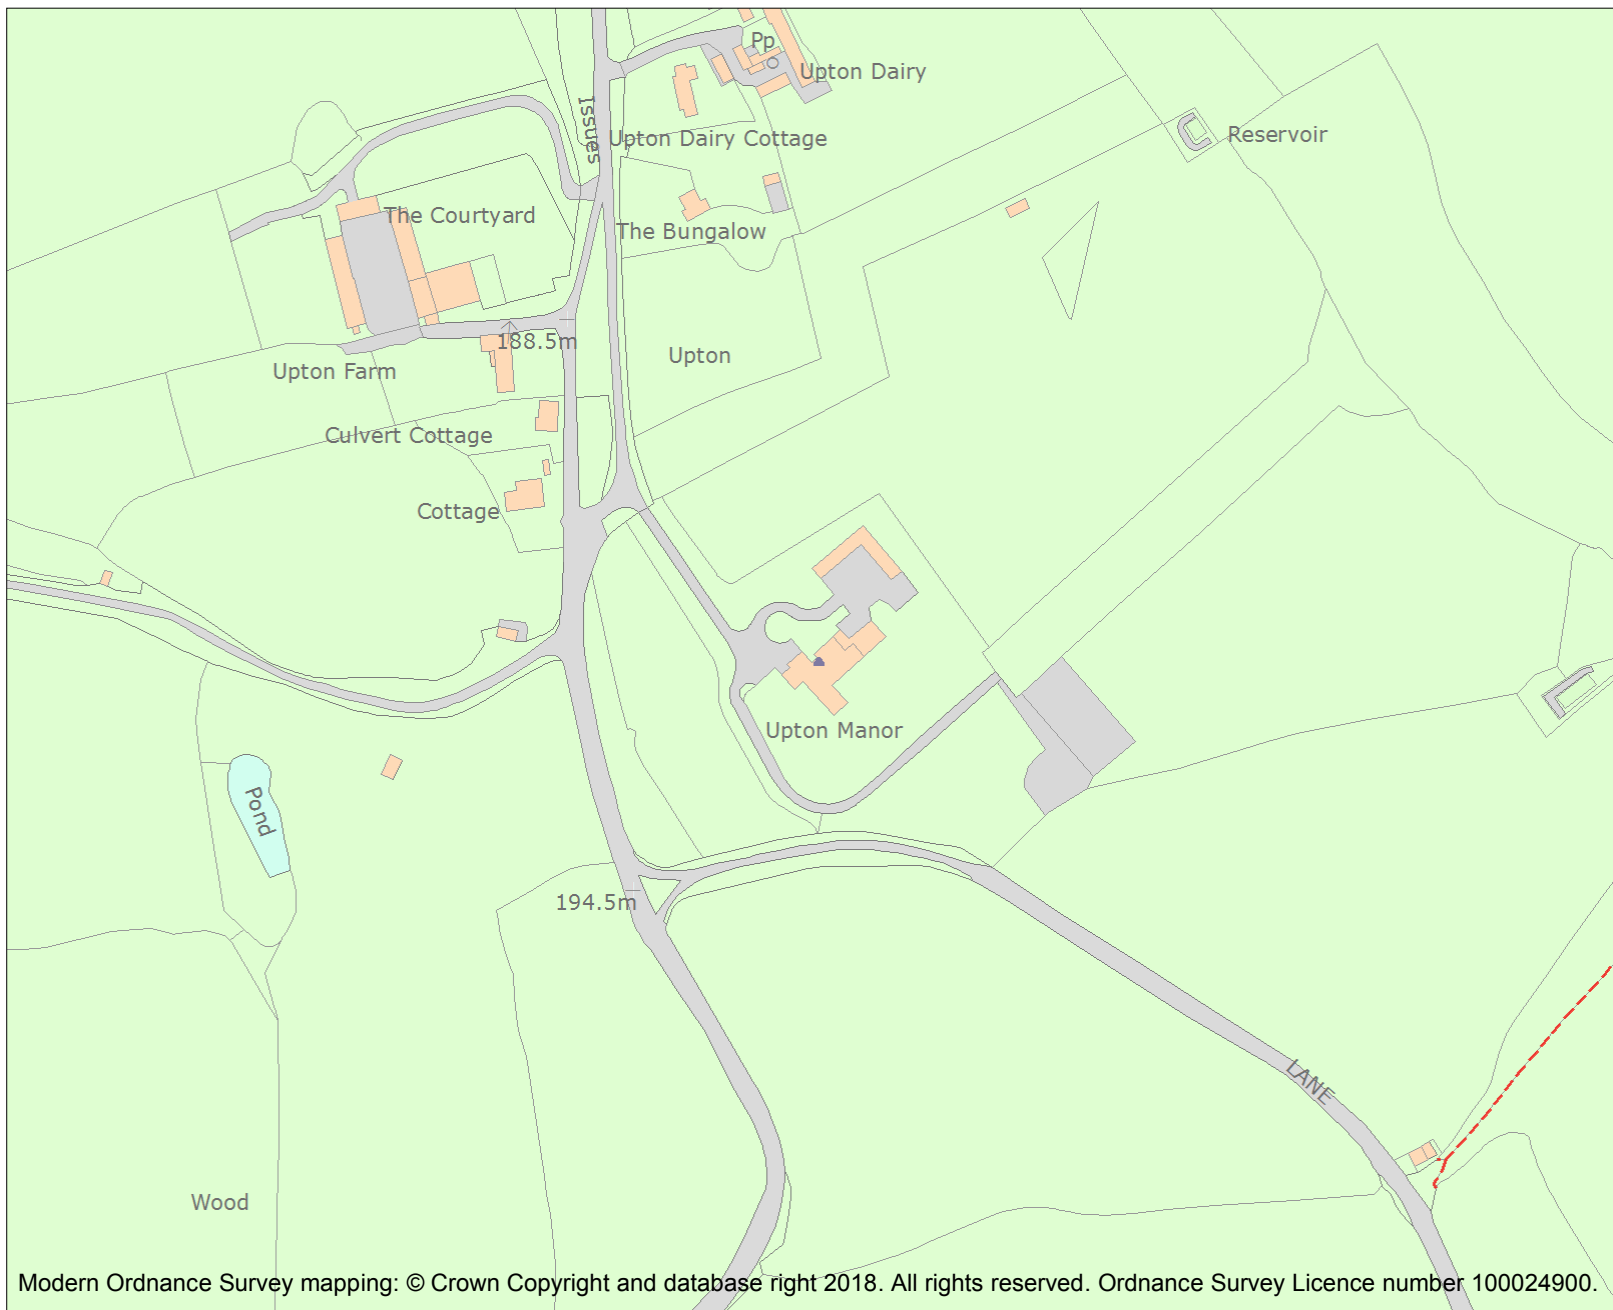 Pp
Upton Dairy
Issues
Upton Dairy Cottage
Reservoir
The Courtyard
The Bungalow
188.5m
Upton
Upton Farm
Culvert Cottage
Cottage
Upton Manor
Pond
194.5m
LANE
Wood
Modern Ordnance Survey mapping: © Crown Copyright and database right 2018. All rights reserved. Ordnance Survey Licence number 100024900.